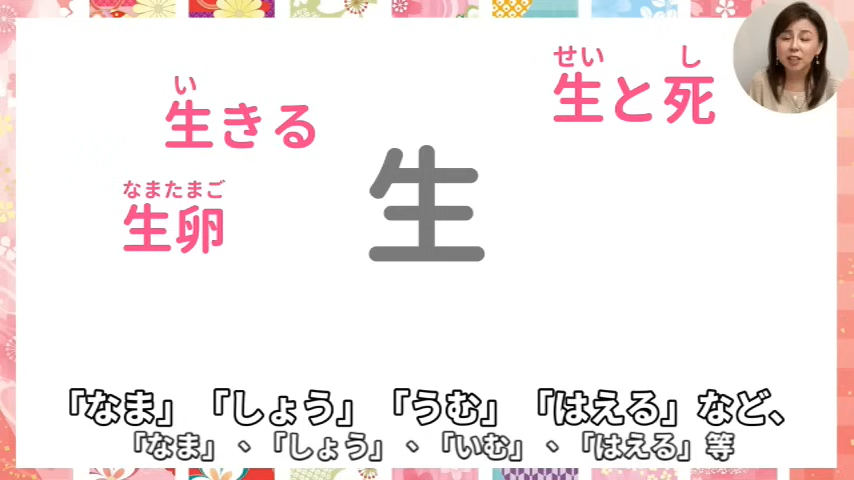 せい し
生と死
い
生きる
生
なまたまご
生卵
「なま」「しょう」「うむ」「はえる」など、
「なま」、「しょう」、「いむ」、「はえる」等